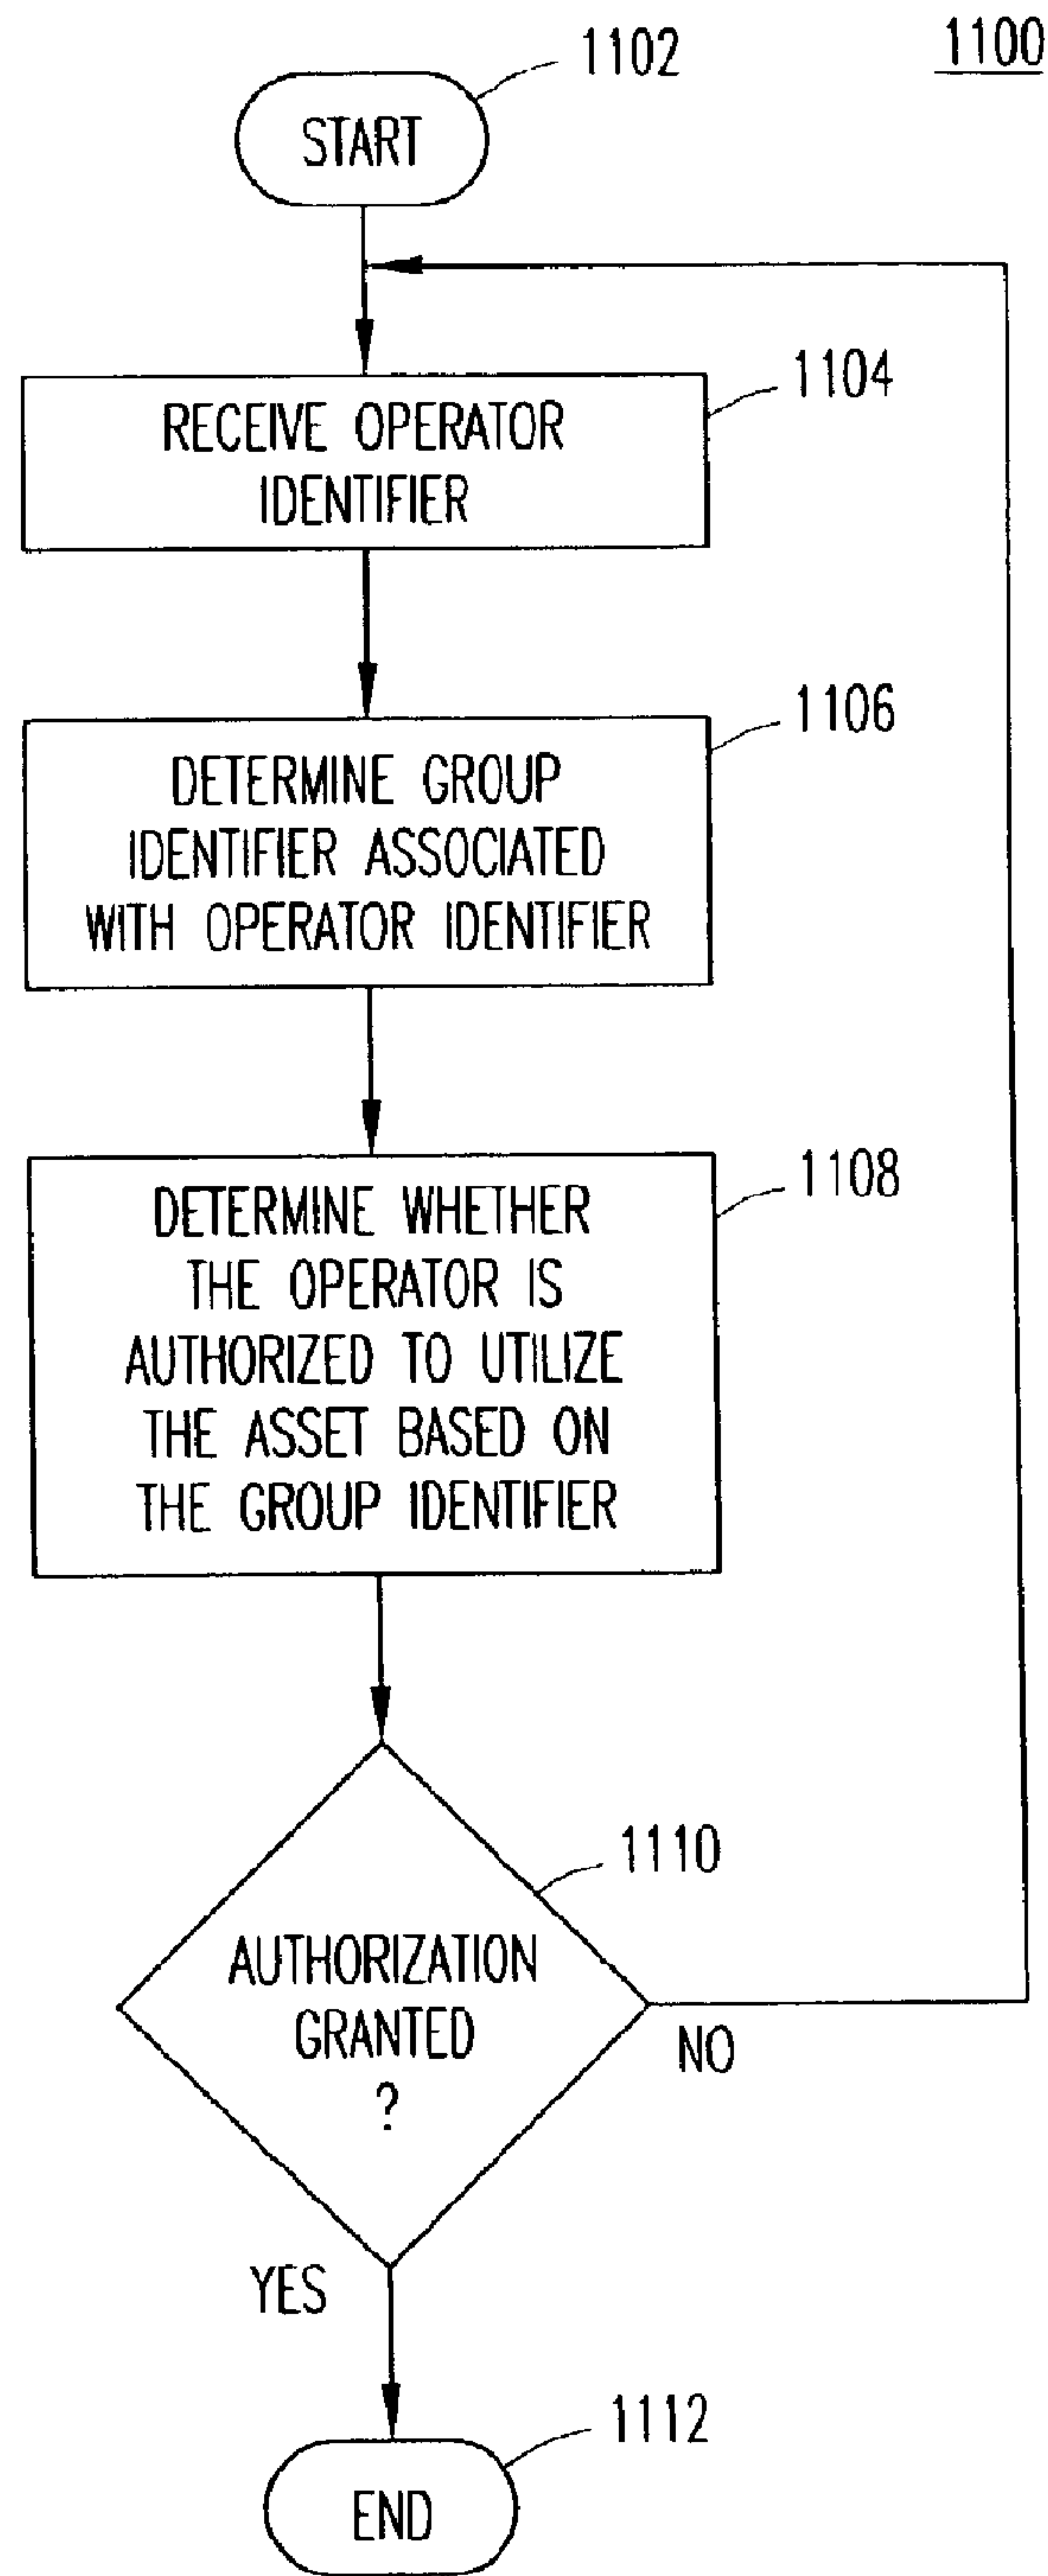 1100
1102
START
1104
RECEIVE OPERATOR
IDENTIFIER
1106
DETERMINE GROUP
IDENTIFIER ASSOCIATED
WITH OPERATOR IDENTIFIER
1108
DETERMINE WHETHER
THE OPERATOR IS
AUTHORIZED TO UTILIZE
THE ASSET BASED ON
THE GROUP IDENTIFIER
1110
AUTHORIZATION
GRANTED
?
NO
YES
1112
END